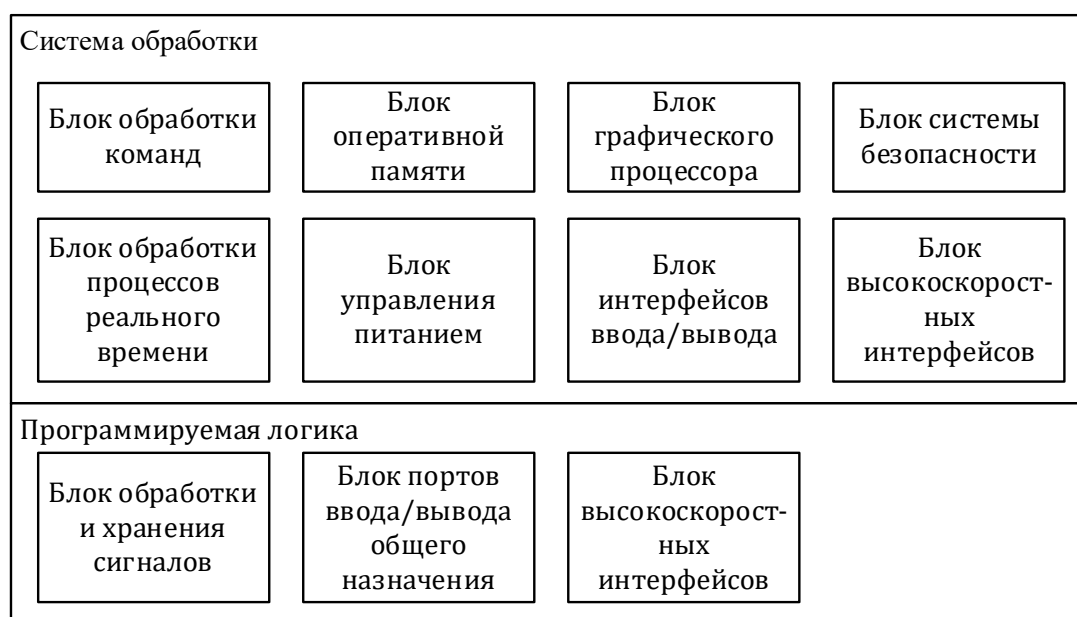 Система обработки
Блок обработки
команд
Блок
оперативной
памяти
Блок
графического
процессора
Блок системы
безопасности
Блок обработки
процессов
реального
времени
Блок
управления
питанием
Блок
интерфейсов
ввода/вывода
Блок
высокоскорост-
ных
интерфейсов
Программируемая логика
Блок обработки
и хранения
сигналов
Блок портов
ввода/вывода
общего
назначения
Блок
высокоскорост-
ных
интерфейсов